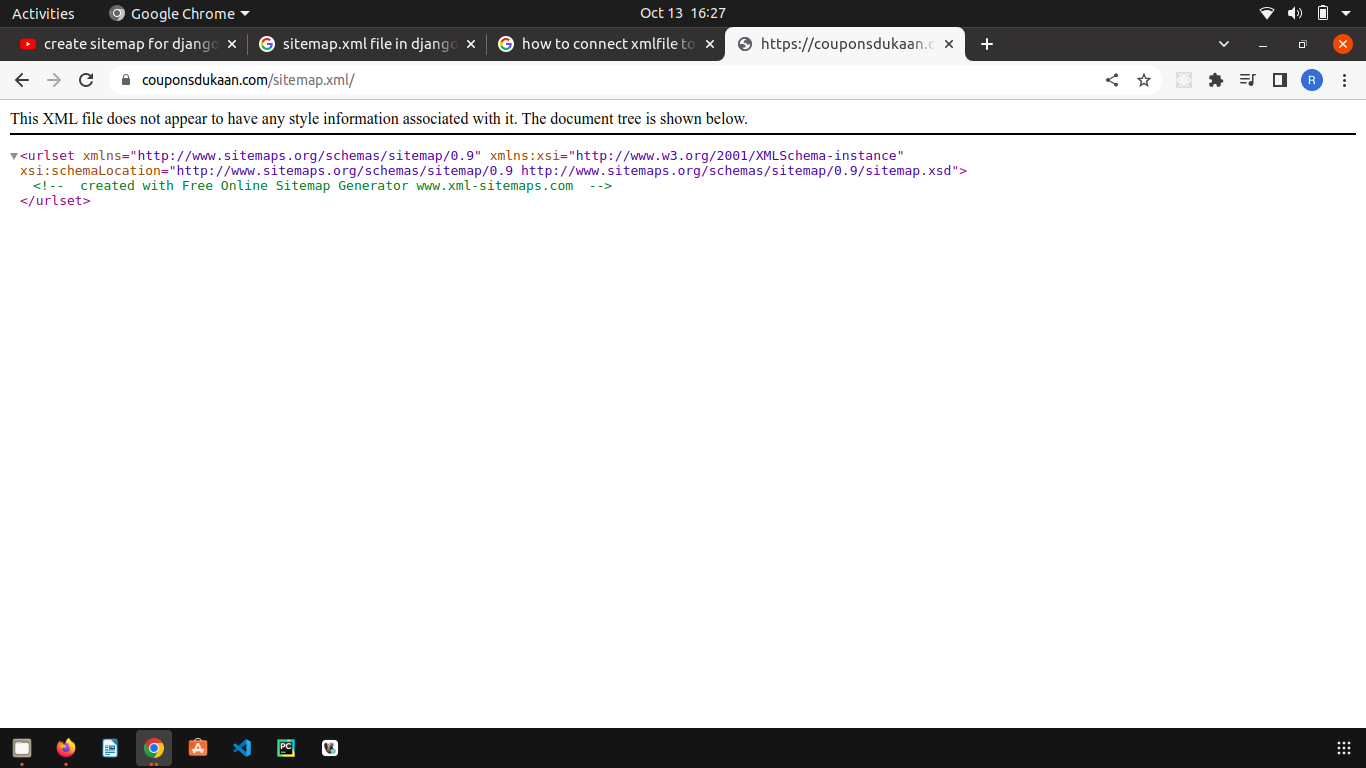 Activities Google Chrome Oct 13 16:27
create sitemap for django sitemap.xml file in django how to connect xmlfile to https://couponsdukaan.c
couponsdukaan.com/sitemap.xml/ R
This XML file does not appear to have any style information associated with it. The document tree is shown below.
<urlset xmlns="http://www.sitemaps.org/schemas/sitemap/0.9" xmlns:xsi="http://www.w3.org/2001/XMLSchema-instance"
xsi:schemaLocation="http://www.sitemaps.org/schemas/sitemap/0.9 http://www.sitemaps.org/schemas/sitemap/0.9/sitemap.xsd">
<!-- created with Free Online Sitemap Generator www.xml-sitemaps.com -->
</urlset>
PC